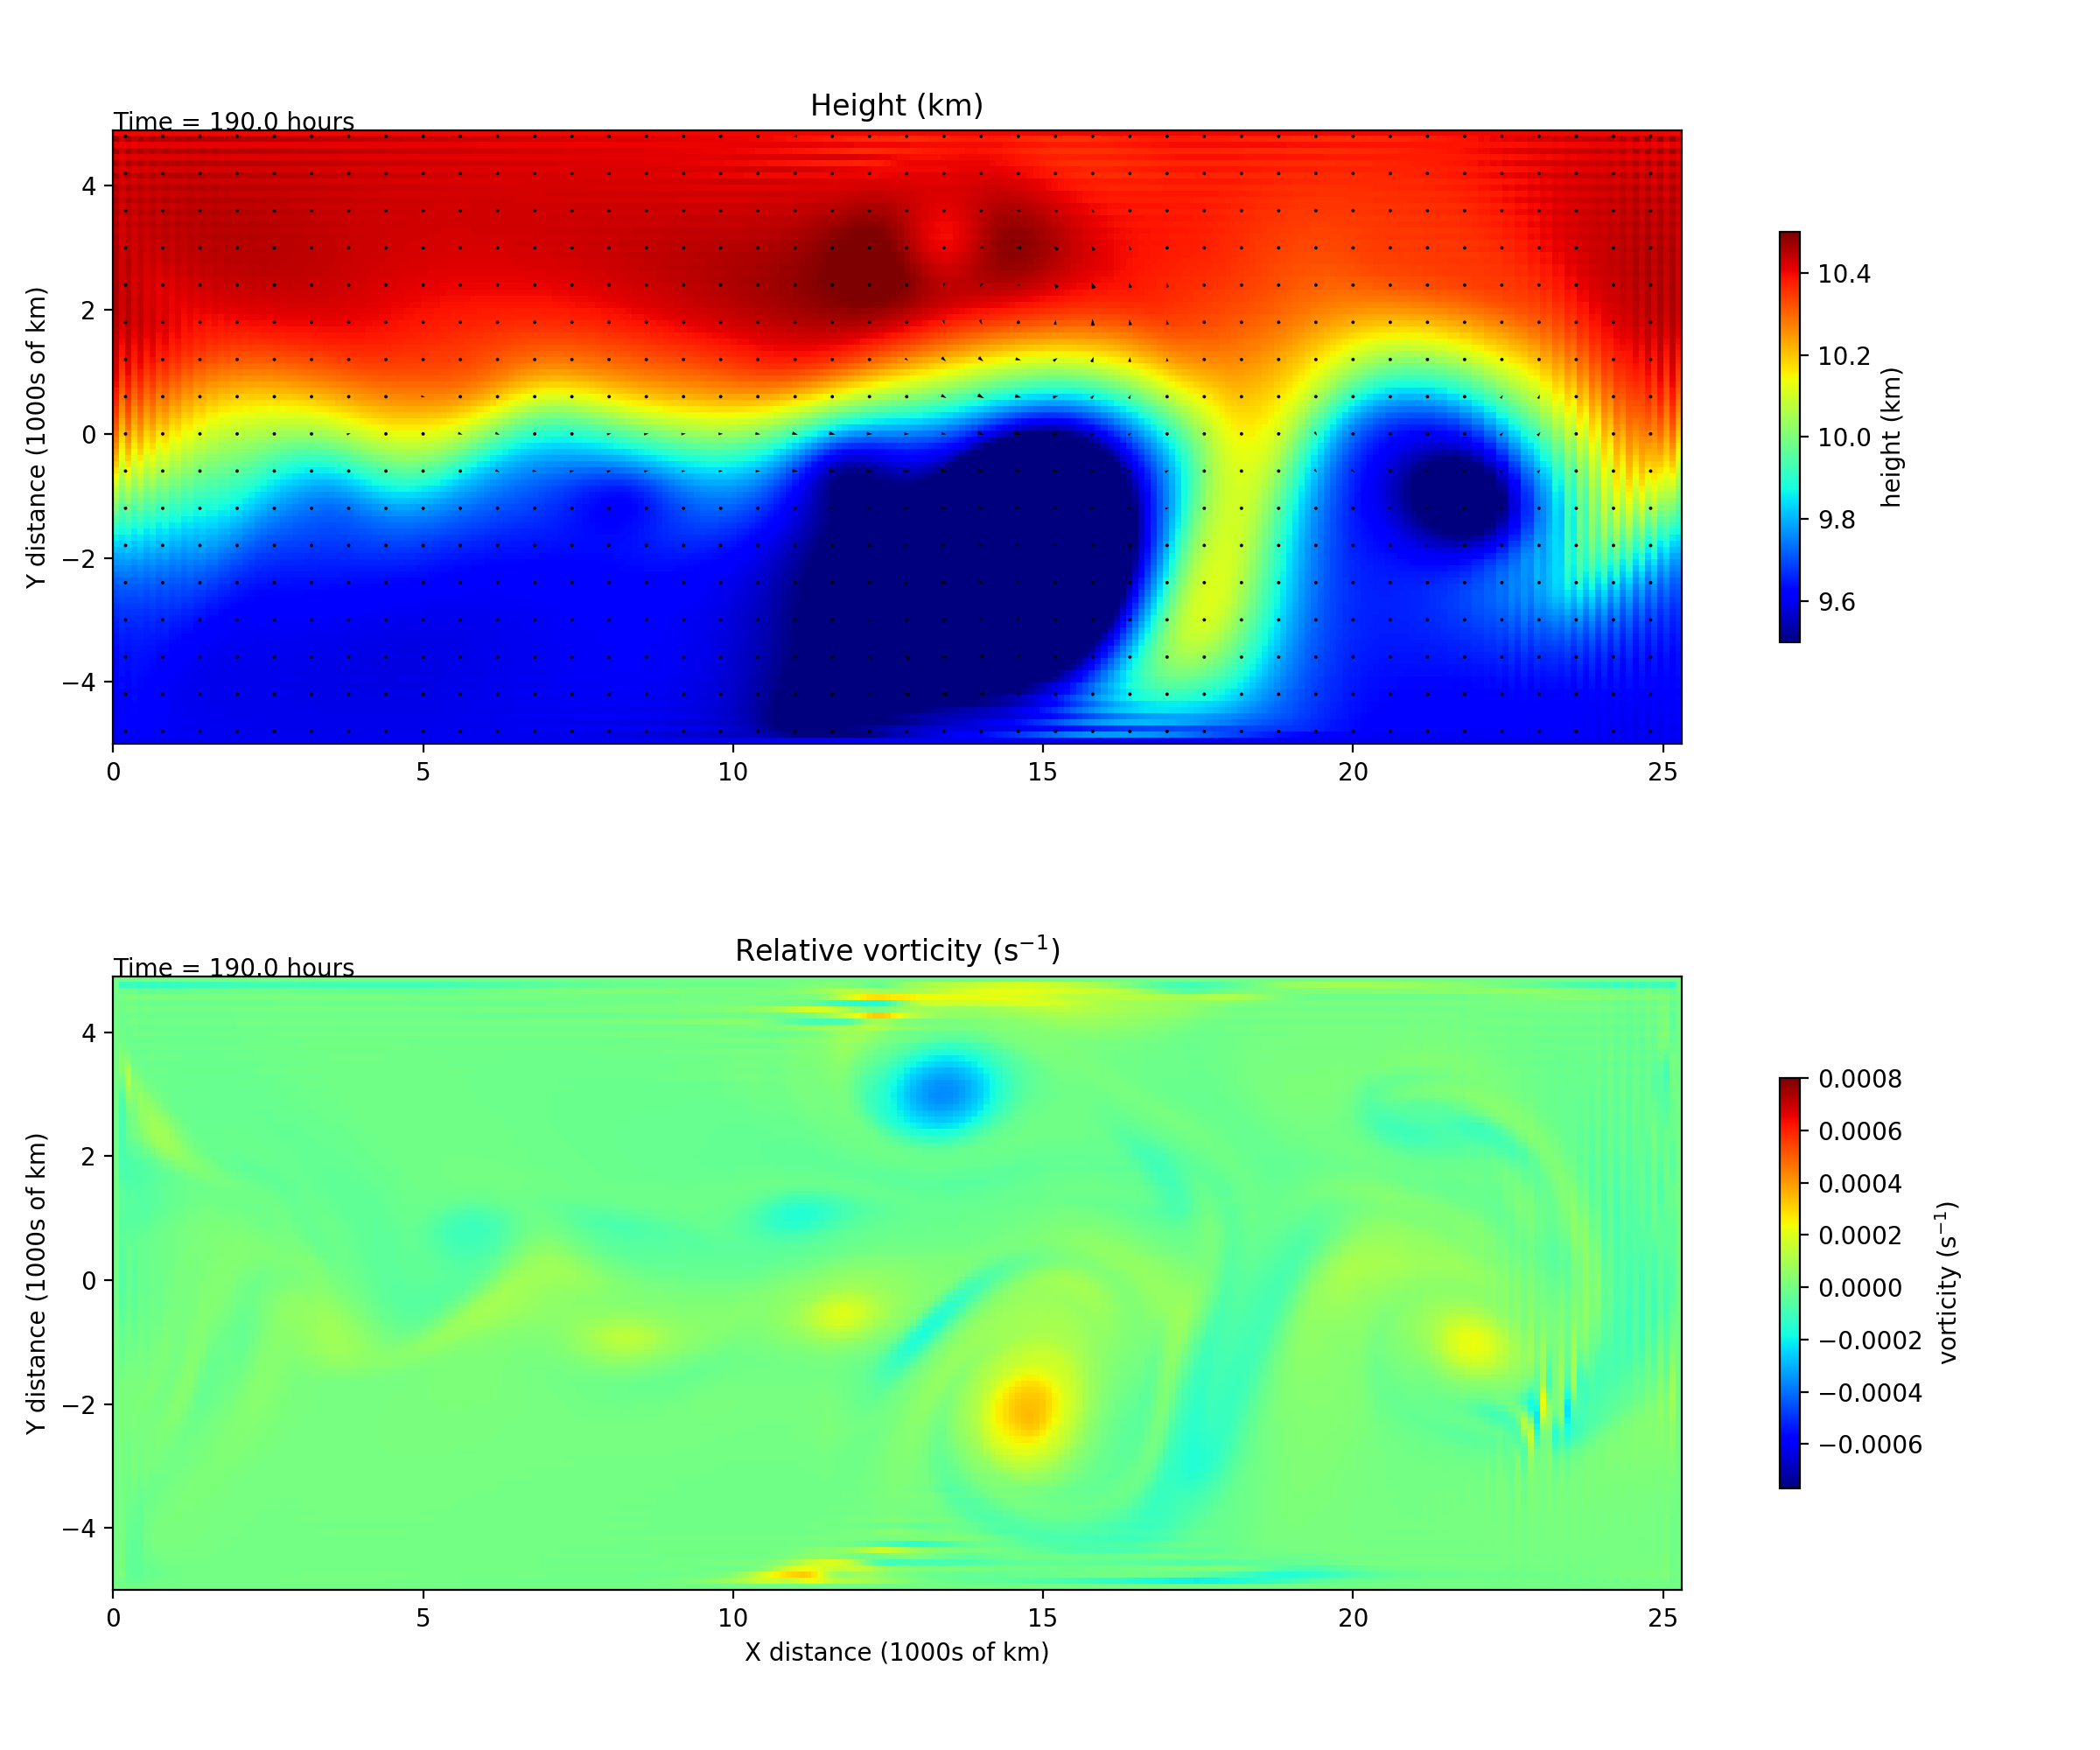 Height (km)
Time = 190.0 hours
Y distance (1000s of km)
4
2
0
−2
−4
0 5 10 15 20 25
10.4
10.2
10.0
9.8
9.6
height (km)
Relative vorticity (s⁻¹)
Time = 190.0 hours
Y distance (1000s of km)
4
2
0
−2
−4
0 5 10 15 20 25
X distance (1000s of km)
0.0008
0.0006
0.0004
0.0002
0.0000
−0.0002
−0.0004
−0.0006
vorticity (s⁻¹)